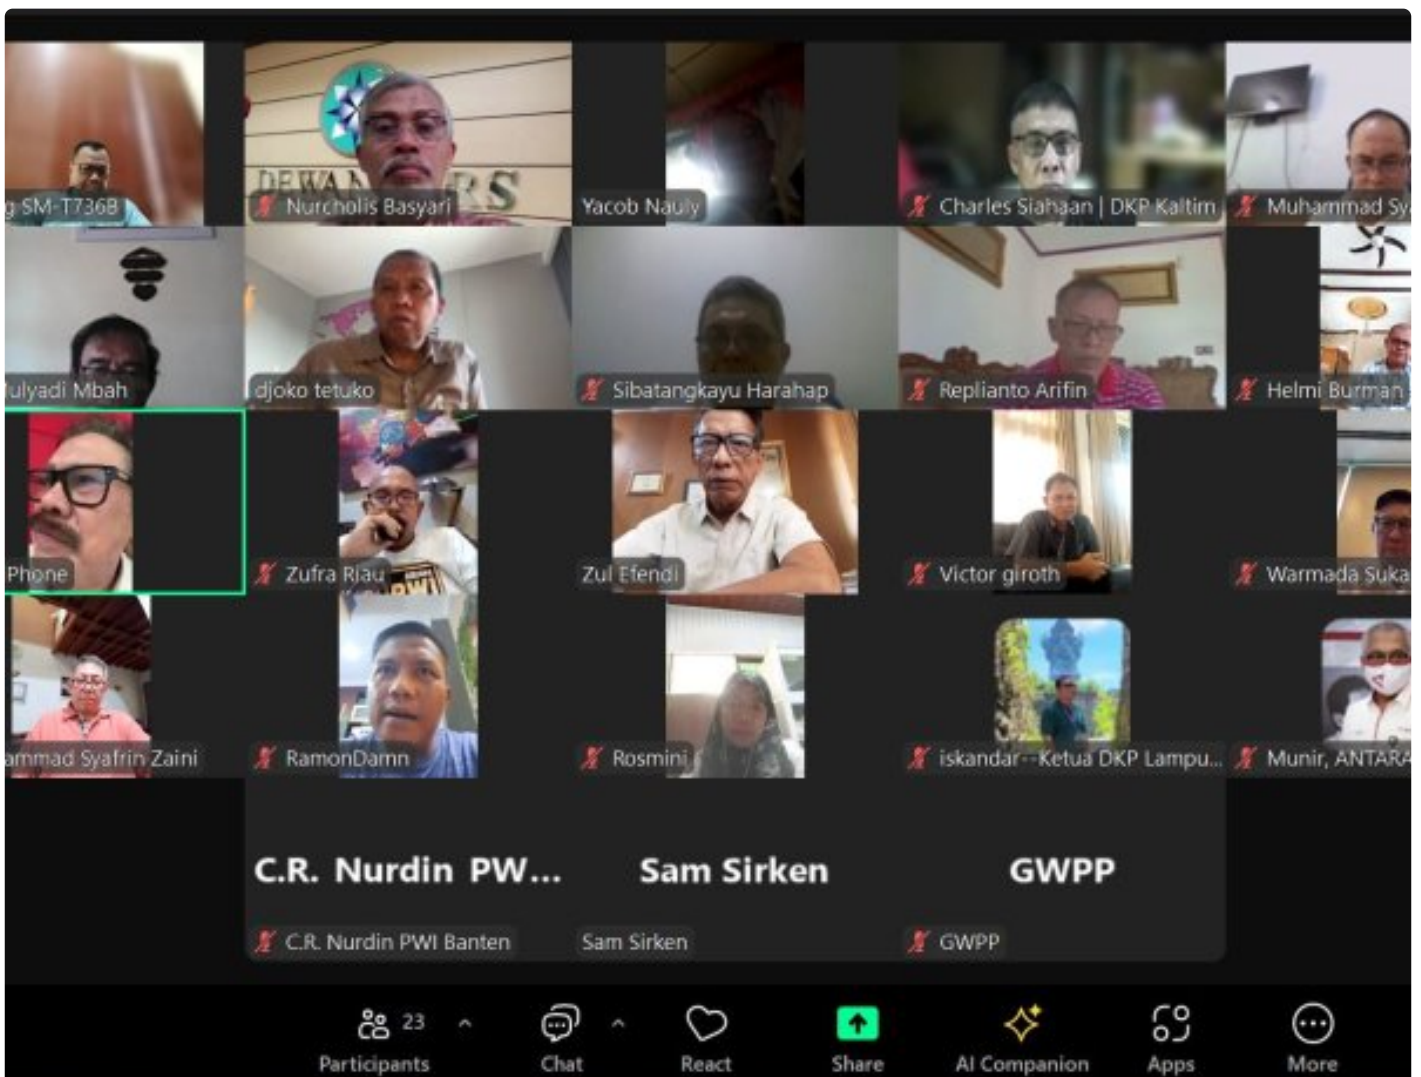 g SM-T736B
DEWAN PERS
Nurcholis Basyari
Yacob Nauly
Charles Siahaan | DKP Kaltim
Muhammad Sy
ulyadi Mbah
djoko tetuko
Sibatangkayu Harahap
Replianto Arifin
Helmi Burman
Phone
Zufra Riau
PWI
Zul Efendi
Victor giroth
Warmada Suka
ammad Syafrin Zaini
RamonDamn
Rosmini
iskandar--Ketua DKP Lampu...
Munir, ANTARA
C.R. Nurdin PW...
Sam Sirken
GWPP
C.R. Nurdin PWI Banten
Sam Sirken
GWPP
23
Participants
Chat
React
Share
AI Companion
Apps
More